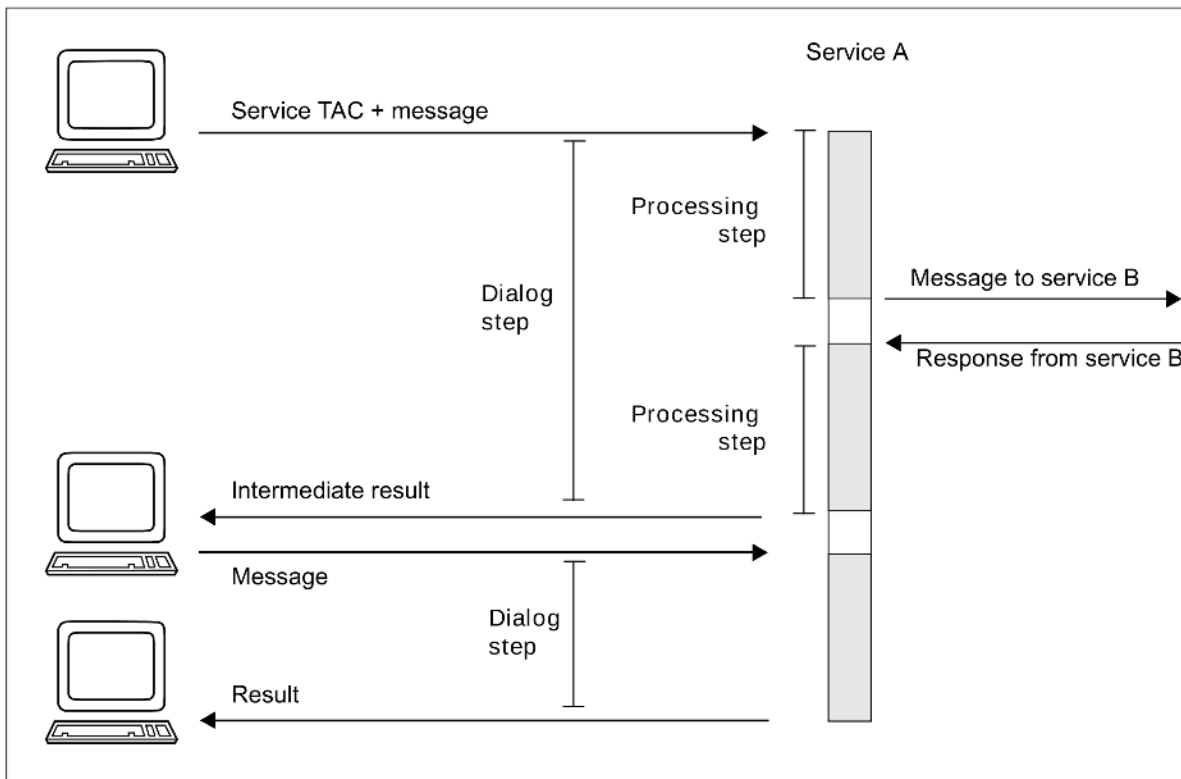 Service A
Service TAC + message
Processing
step
Message to service B
Dialog
step
Response from service B
Processing
step
Intermediate result
Message
Dialog
step
Result